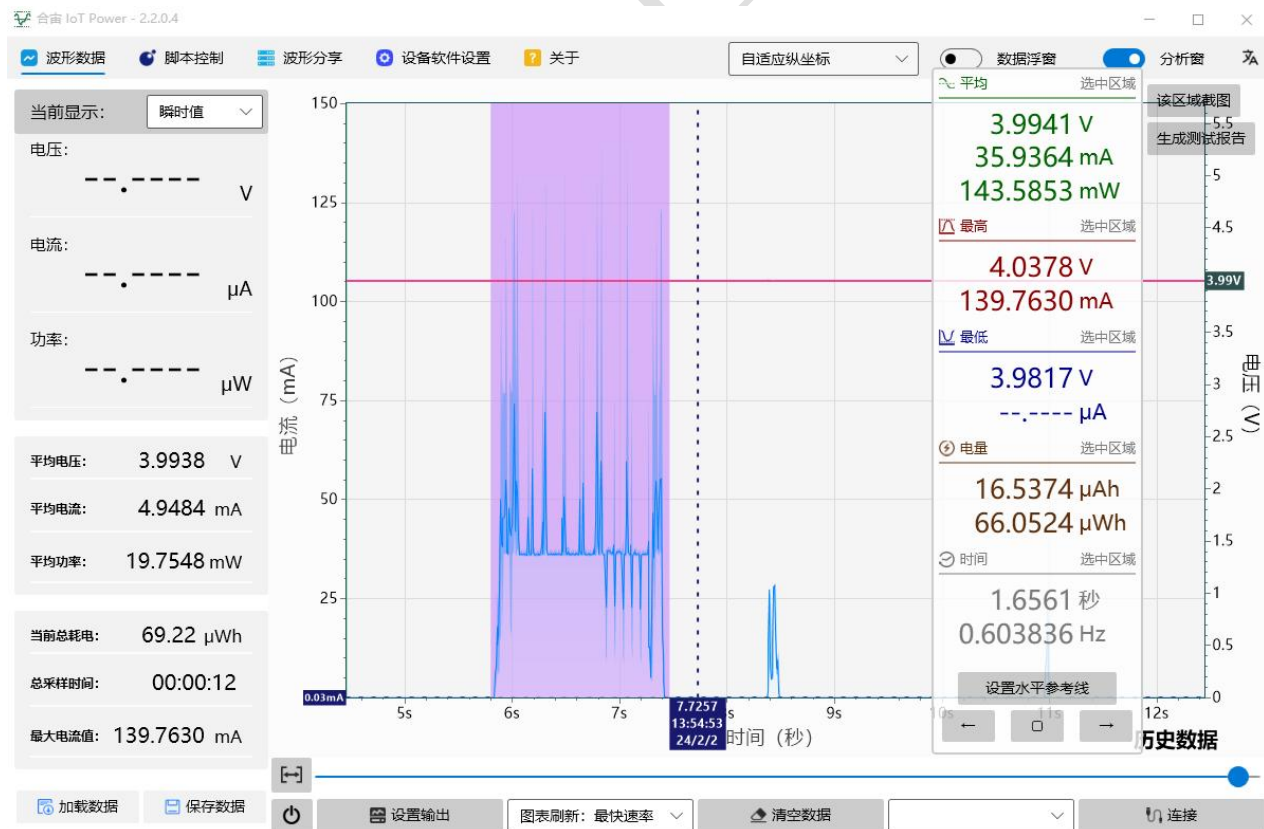 合宙 IoT Power - 2.2.0.4
波形数据 脚本控制 波形分享 设备软件设置 关于 自适应纵坐标 数据浮窗 分析窗
当前显示: 瞬时值
电压:
--.---- V
电流:
--.---- μA
功率:
--.---- μW
平均电压: 3.9938 V
平均电流: 4.9484 mA
平均功率: 19.7548 mW
当前总耗电: 69.22 μWh
总采样时间: 00:00:12
最大电流值: 139.7630 mA
加载数据 保存数据
电流 (mA)
150
125
100
75
50
25
0.03mA
5s 6s 7s 9s 10s 11s 12s
7.7257
13:54:53
24/2/2
时间 (秒)
平均 选中区域
3.9941 V
35.9364 mA
143.5853 mW
最高 选中区域
4.0378 V
139.7630 mA
最低 选中区域
3.9817 V
--.---- μA
电量 选中区域
16.5374 μAh
66.0524 μWh
时间 选中区域
1.6561 秒
0.603836 Hz
设置水平参考线
← →
该区域截图
生成测试报告
5.5
5
4.5
3.99V
3.5
3
2.5
2
1.5
1
0.5
0
电压 (V)
历史数据
设置输出 图表刷新: 最快速率 清空数据 连接